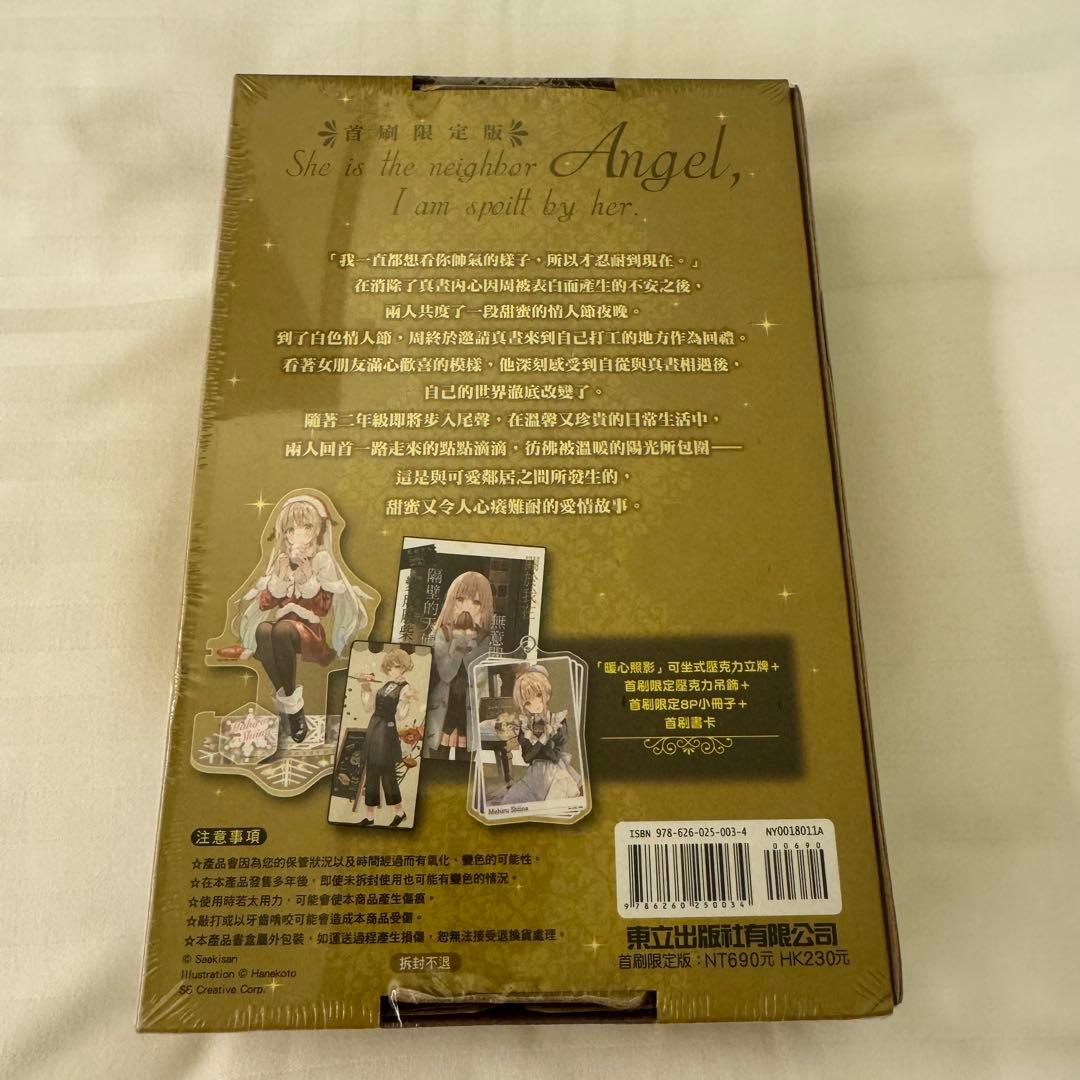 首刷限定版
She is the neighbor Angel,
I am spoilt by her.
「我一直都想看你帥氣的樣子，所以才忍耐到現在。」
在消除了真晝內心因周被表白而產生的不安之後，
兩人共度了一段甜蜜的情人節夜晚。
到了白色情人節，周終於邀請真晝來到自己打工的地方作為回禮。
看著女朋友滿心歡喜的模樣，他深刻感受到自從與真晝相遇後，
自己的世界澈底改變了。
隨著二年級即將步入尾聲，在溫馨又珍貴的日常生活中，
兩人回首一路走來的點點滴滴，彷彿被溫暖的陽光所包圍——
這是與可愛鄰居之間所發生的，
甜蜜又令人心癢難耐的愛情故事。
隔壁的天使
無意間
Mahiru
Shiina
Mahiru Shiina
「暖心照影」可坐式壓克力立牌＋
首刷限定壓克力吊飾＋
首刷限定8P小冊子＋
首刷書卡
注意事項
☆產品會因為您的保管狀況以及時間經過而有氧化、變色的可能性。
☆在本產品發售多年後，即使未拆封使用也可能有變色的情況。
☆使用時若太用力，可能會使本商品產生傷痕。
☆敲打或以牙齒啃咬可能會造成本商品受傷。
☆本產品書盒屬外包裝，如運送過程產生損傷，恕無法接受退換貨處理。
© Saekisan
Illustration © Hanekoto
SB Creative Corp.
拆封不退
ISBN 978-626-025-003-4
NY0018011A
00690
9 786260 250034
東立出版社有限公司
首刷限定版：NT690元 HK230元